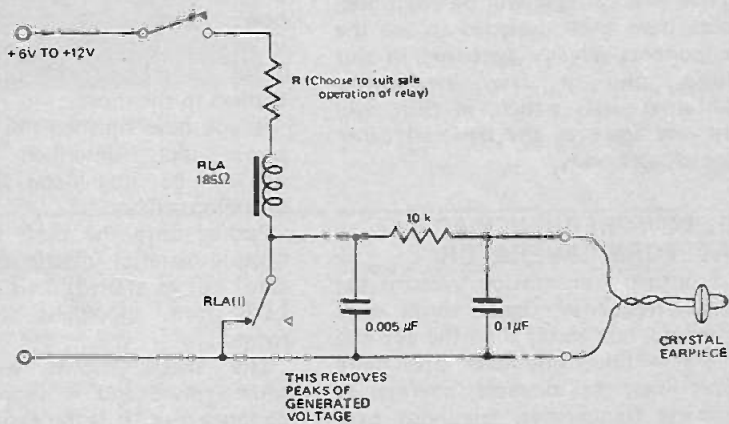 +6V TO +12V
R (Choose to suit safe
operation of relay)
RLA
185Ω
10 k
RLA(1)
0.005 μF
0.1μF
CRYSTAL
EARPIECE
THIS REMOVES
PEAKS OF
GENERATED
VOLTAGE